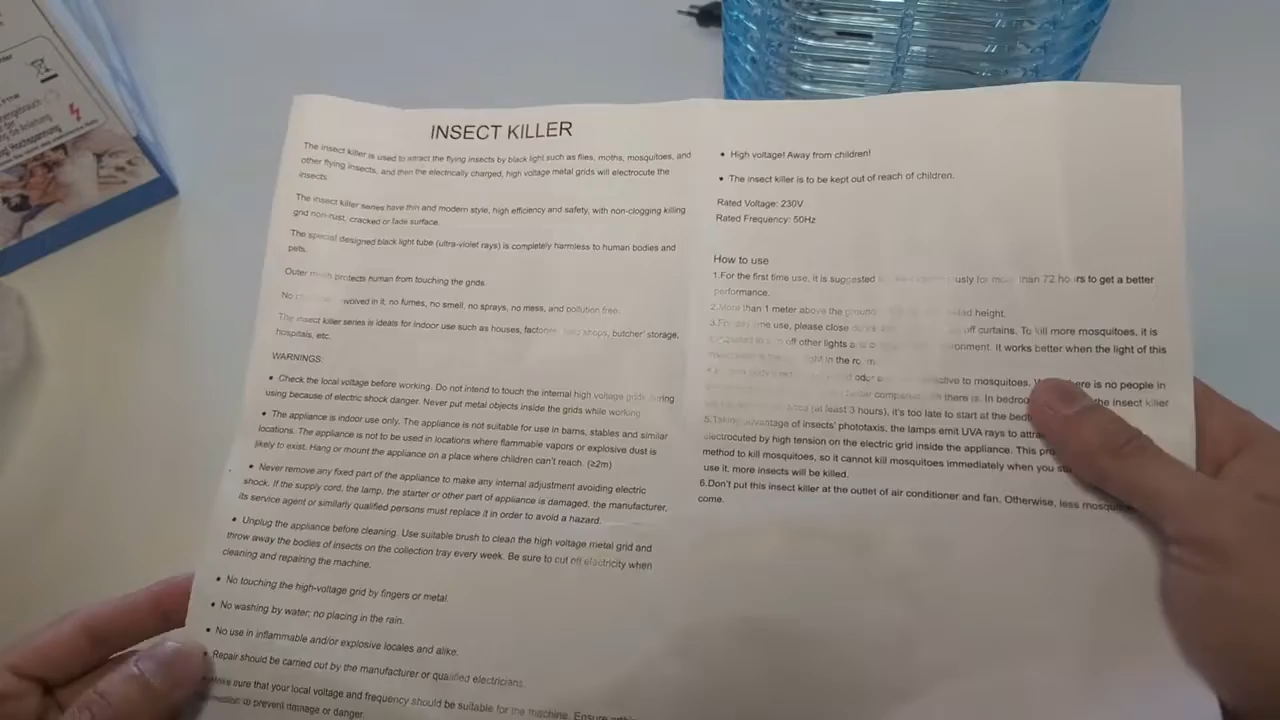 INSECT KILLER
The insect killer is used to attract the flying insects by black light such as flies, moths, mosquitoes, and
other flying insects, and then the electrically charged, high voltage metal grids will electrocute the
insects.
The insect killer series have thin and modern style, high efficiency and safety, with non-clogging killing
grid non-rust, cracked or fade surface.
The special designed black light tube (ultra-violet rays) is completely harmless to human bodies and
pets.
Outer mesh protects human from touching the grids.
No involved in it, no fumes, no smell, no sprays, no mess, and pollution free.
The insect killer series is ideals for indoor use such as houses, factories, shops, butcher' storage,
hospitals, etc.
WARNINGS:
• Check the local voltage before working. Do not intend to touch the internal high voltage grids during
using because of electric shock danger. Never put metal objects inside the grids while working
• The appliance is indoor use only. The appliance is not suitable for use in barns, stables and similar
locations. The appliance is not to be used in locations where flammable vapors or explosive dust is
likely to exist. Hang or mount the appliance on a place where children can't reach. (≥2m)
• Never remove any fixed part of the appliance to make any internal adjustment avoiding electric
shock. If the supply cord, the lamp, the starter or other part of appliance is damaged, the manufacturer,
its service agent or similarly qualified persons must replace it in order to avoid a hazard.
• Unplug the appliance before cleaning. Use suitable brush to clean the high voltage metal grid and
throw away the bodies of insects on the collection tray every week. Be sure to cut off electricity when
cleaning and repairing the machine.
• No touching the high-voltage grid by fingers or metal.
• No washing by water; no placing in the rain.
• No use in inflammable and/or explosive locales and alike.
• Repair should be carried out by the manufacturer or qualified electricians.
Make sure that your local voltage and frequency should be suitable for the machine. Ensure
to prevent damage or danger.
• High voltage! Away from children!
• The insect killer is to be kept out of reach of children.
Rated Voltage: 230V
Rated Frequency: 50Hz
How to use
1.For the first time use, it is suggested for more than 72 hours to get a better
performance.
2.More than 1 meter above the ground height.
3.For time use, please close off curtains. To kill more mosquitoes, it is
off other lights It works better when the light of this
light in the room
odor to mosquitoes. there is no people in
there is. In the insect killer
(at least 3 hours), it's too late to start at the
5.Taking advantage of insects' phototaxis, the lamps emit UVA rays to
electrocuted by high tension on the electric grid inside the appliance. This
method to kill mosquitoes, so it cannot kill mosquitoes immediately when you
use it, more insects will be killed.
6.Don't put this insect killer at the outlet of air conditioner and fan, Otherwise, less
come.